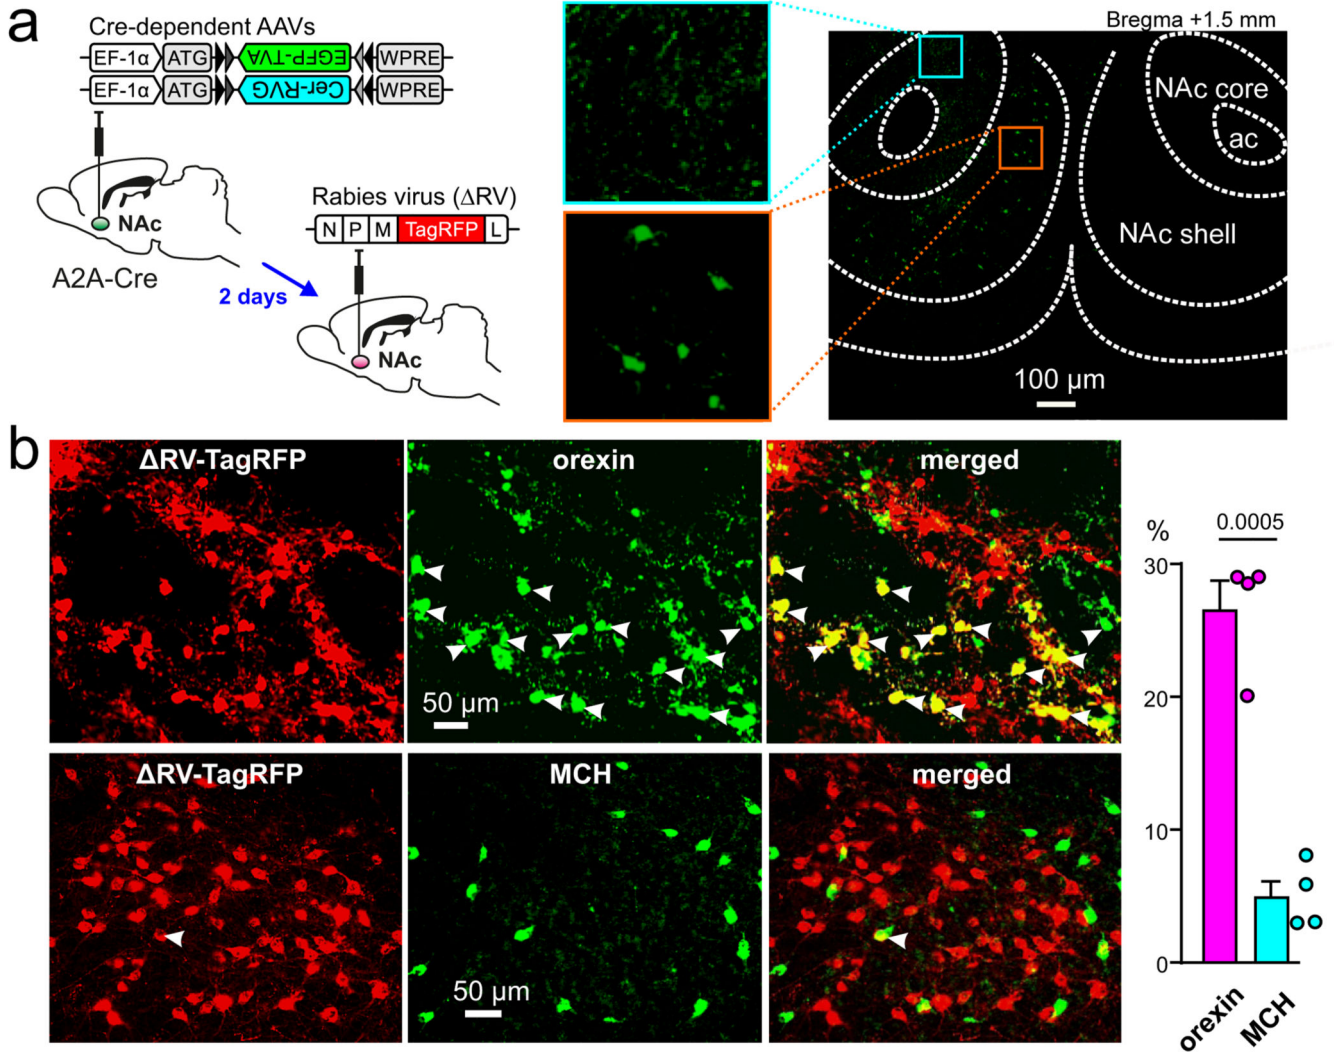 a
Cre-dependent AAVs
EF-1α ATG EGFP-TVA WPRE
EF-1α ATG Cer-RVG WPRE
NAc
A2A-Cre
2 days
Rabies virus (ΔRV)
N P M TagRFP L
NAc
Bregma +1.5 mm
NAc core
ac
NAc shell
100 µm
b
ΔRV-TagRFP
orexin
merged
50 µm
ΔRV-TagRFP
MCH
merged
50 µm
%
0.0005
30
20
10
0
orexin
MCH